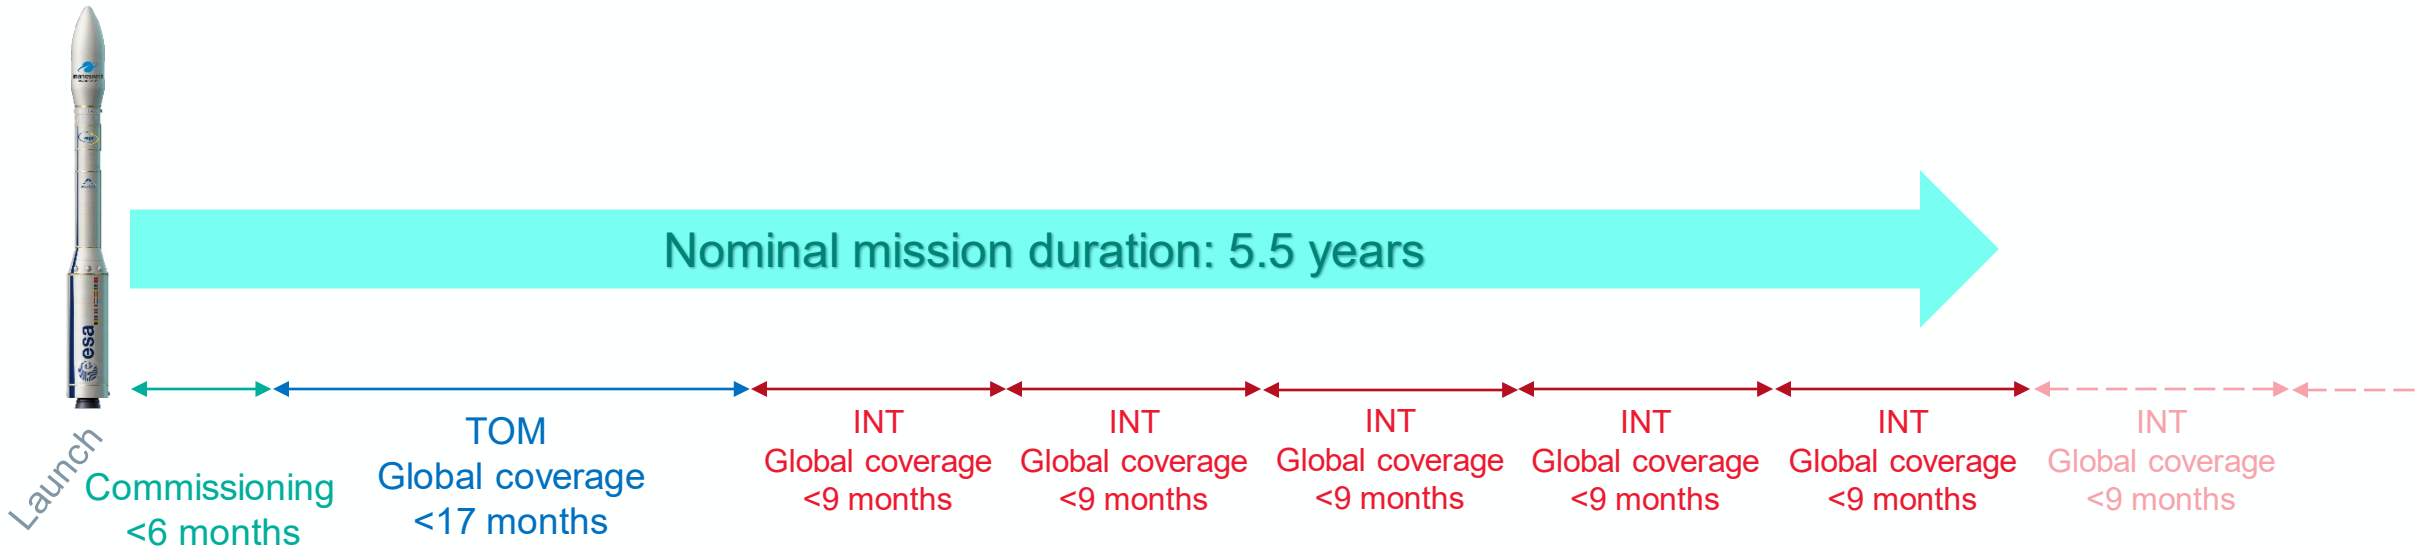 esa
Nominal mission duration: 5.5 years
Launch
Commissioning
<6 months
TOM
Global coverage
<17 months
INT
Global coverage
<9 months
INT
Global coverage
<9 months
INT
Global coverage
<9 months
INT
Global coverage
<9 months
INT
Global coverage
<9 months
INT
Global coverage
<9 months